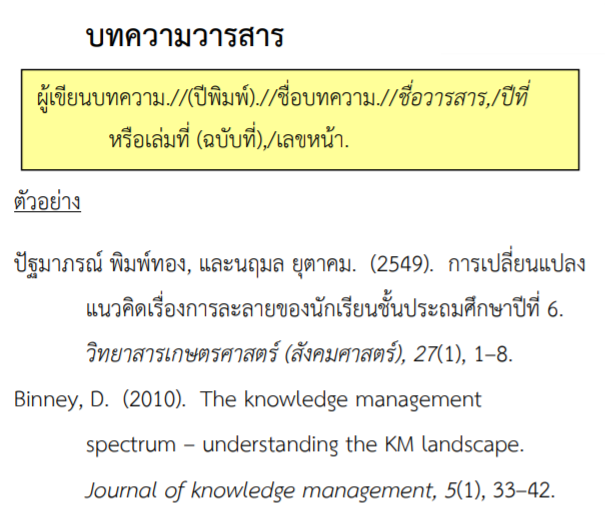 บทความวารสาร
ผู้เขียนบทความ.//(ปีพิมพ์).//ชื่อบทความ.//ชื่อวารสาร,/ปีที่
หรือเล่มที่ (ฉบับที่),/เลขหน้า.
ตัวอย่าง
ปัฐมาภรณ์ พิมพ์ทอง, และนฤมล ยุตาคม.  (2549).  การเปลี่ยนแปลง
แนวคิดเรื่องการละลายของนักเรียนชั้นประถมศึกษาปีที่ 6.
วิทยาสารเกษตรศาสตร์ (สังคมศาสตร์), 27(1), 1–8.
Binney, D.  (2010).  The knowledge management
spectrum – understanding the KM landscape.
Journal of knowledge management, 5(1), 33–42.